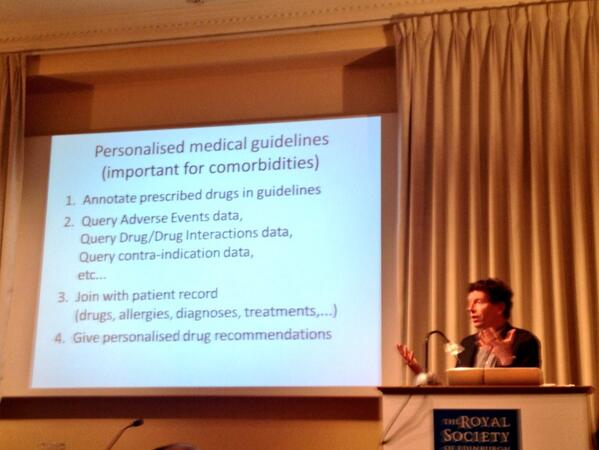 Personalised medical guidelines
(important for comorbidities)
1. Annotate prescribed drugs in guidelines
2. Query Adverse Events data,
Query Drug/Drug Interactions data,
Query contra-indication data,
etc...
3. Join with patient record
(drugs, allergies, diagnoses, treatments,...)
4. Give personalised drug recommendations
THE ROYAL
SOCIETY
OF EDINBURGH